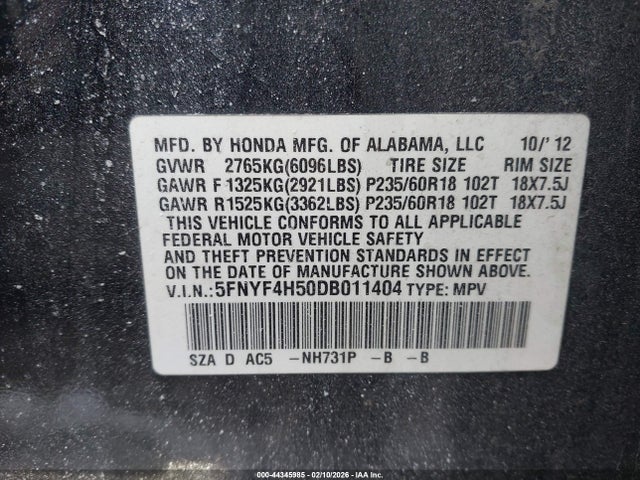 MFD. BY HONDA MFG. OF ALABAMA, LLC 10/'12
GVWR 2765KG(6096LBS) TIRE SIZE RIM SIZE
GAWR F1325KG(2921LBS) P235/60R18 102T 18X7.5J
GAWR R1525KG(3362LBS) P235/60R18 102T 18X7.5J
THIS VEHICLE CONFORMS TO ALL APPLICABLE
FEDERAL MOTOR VEHICLE SAFETY
AND THEFT PREVENTION STANDARDS IN EFFECT
ON THE DATE OF MANUFACTURE SHOWN ABOVE.
V.I.N.:5FNYF4H50DB011404 TYPE: MPV
SZA D AC5 -NH731P -B -B
000-44345985 - 02/10/2026 - IAA Inc.